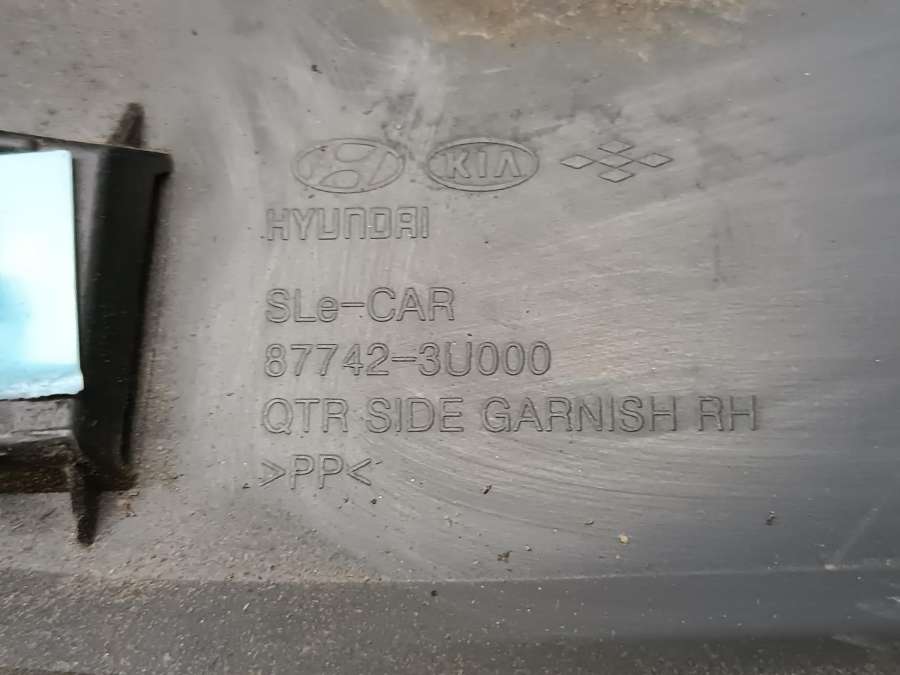 KIA
HYUNDAI
SLe-CAR
87742-3U000
QTR SIDE GARNISH RH
>PP<